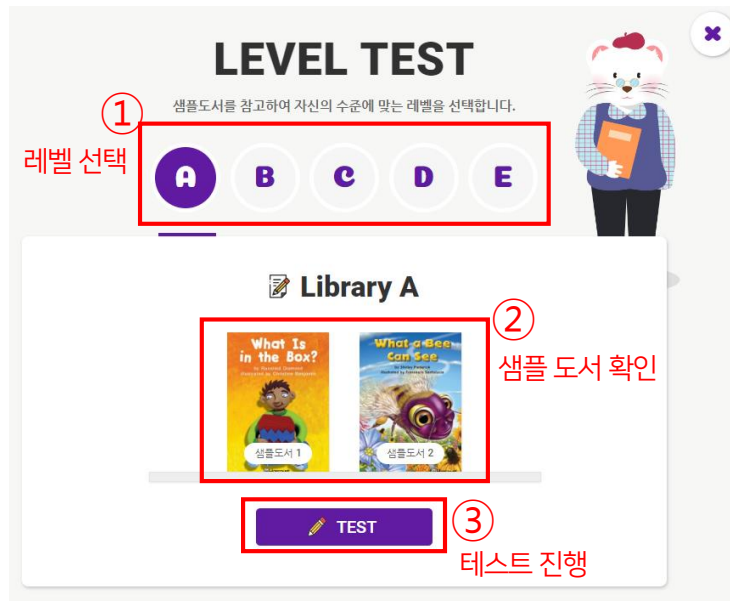 LEVEL TEST
샘플도서를 참고하여 자신의 수준에 맞는 레벨을 선택합니다.
①
레벨 선택
A B C D E
Library A
②
샘플 도서 확인
What Is
in the Box?
What a Bee
Can See
샘플도서 1
샘플도서 2
TEST
③
테스트 진행